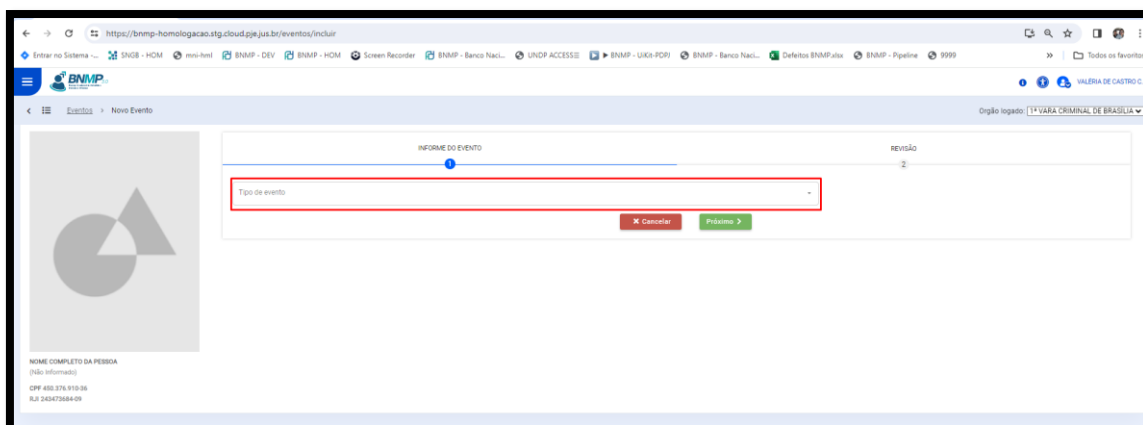 https://bnmp-homologacao.stg.cloud.pje.jus.br/eventos/incluir
Entrar no Sistema -... SNGB - HOM mni-hml BNMP - DEV BNMP - HOM Screen Recorder BNMP - Banco Naci... UNDP ACCESS BNMP - UiKit-PDPJ BNMP - Banco Naci... Defeitos BNMP.xlsx BNMP - Pipeline 9999 » Todos os favoritos
BNMP
VALÉRIA DE CASTRO C.
Eventos > Novo Evento
Orgão logado: 1ª VARA CRIMINAL DE BRASÍLIA
INFORME DO EVENTO REVISÃO
1 2
Tipo de evento
X Cancelar Próximo >
NOME COMPLETO DA PESSOA
(Não Informado)
CPF 450.376.910-36
RJI 243473684-09